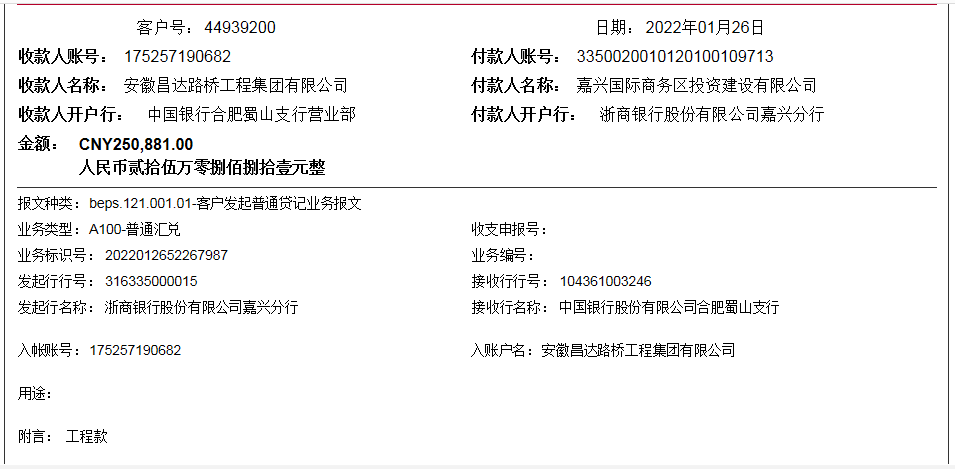 客户号：44939200 日期：2022年01月26日
收款人账号：175257190682 付款人账号：3350020010120100109713
收款人名称：安徽昌达路桥工程集团有限公司 付款人名称：嘉兴国际商务区投资建设有限公司
收款人开户行：中国银行合肥蜀山支行营业部 付款人开户行：浙商银行股份有限公司嘉兴分行
金额：CNY250,881.00
人民币贰拾伍万零捌佰捌拾壹元整
报文种类：beps.121.001.01-客户发起普通贷记业务报文
业务类型：A100-普通汇兑 收支申报号：
业务标识号：2022012652267987 业务编号：
发起行行号：316335000015 接收行行号：104361003246
发起行名称：浙商银行股份有限公司嘉兴分行 接收行名称：中国银行股份有限公司合肥蜀山支行
入帐账号：175257190682 入账户名：安徽昌达路桥工程集团有限公司
用途：
附言：工程款